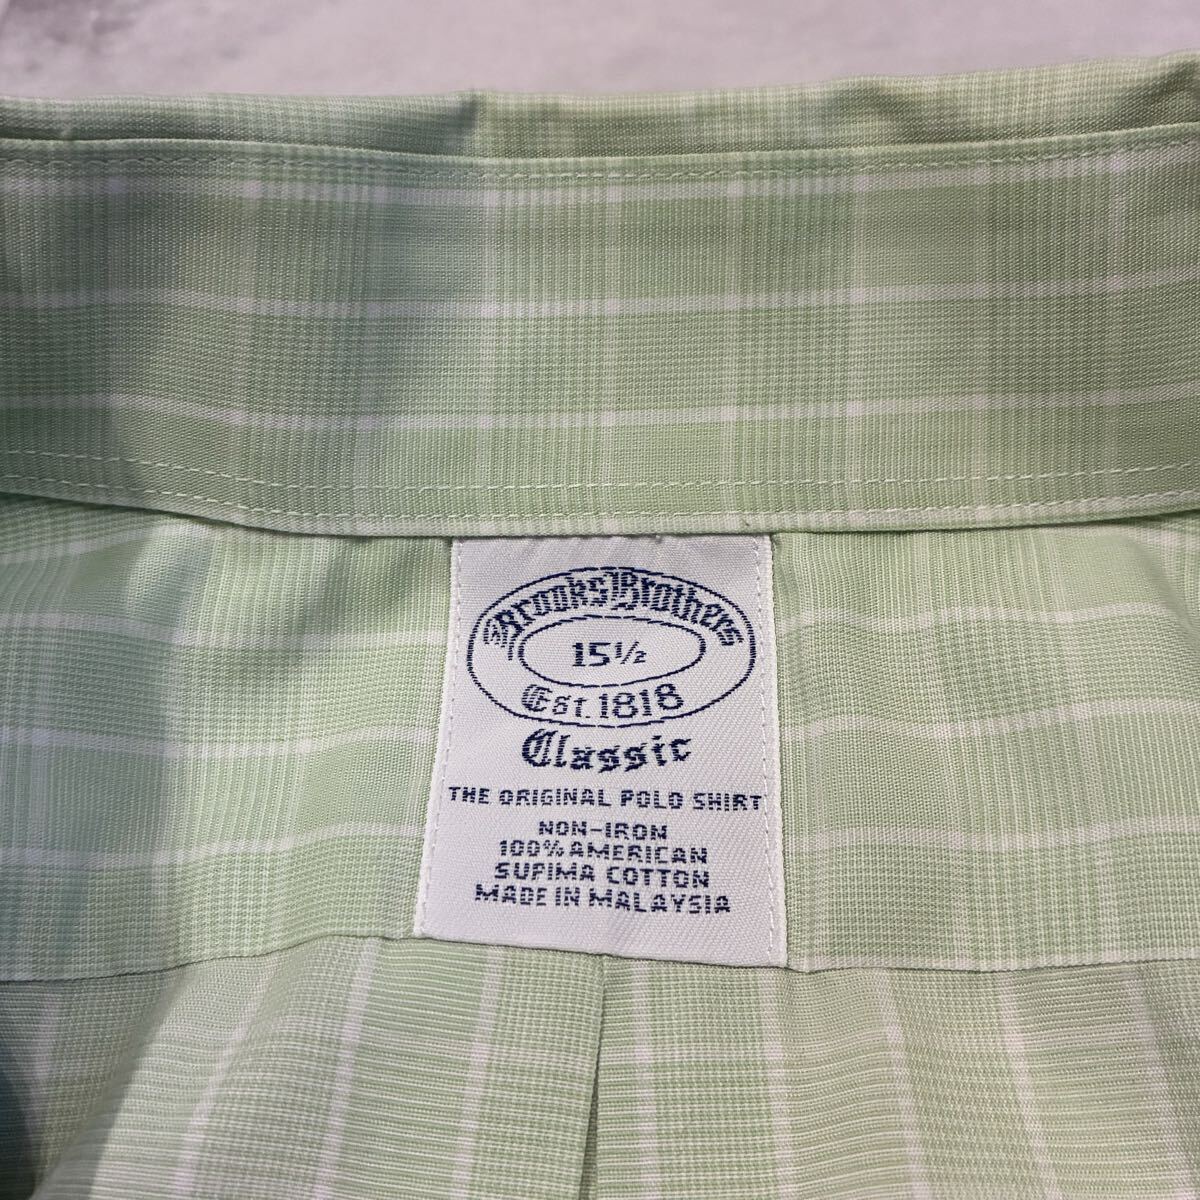 Brooks Brothers
15½
Est. 1818
Classic
THE ORIGINAL POLO SHIRT
NON-IRON
100% AMERICAN
SUPIMA COTTON
MADE IN MALAYSIA